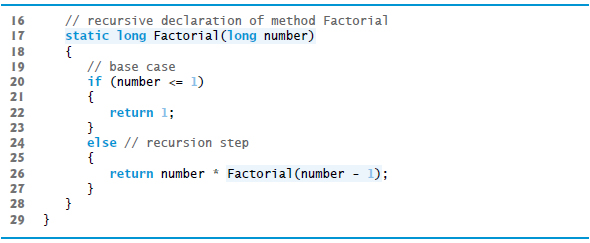 16 // recursive declaration of method Factorial
17 static long Factorial(long number)
18 {
19 // base case
20 if (number <= 1)
21 {
22 return 1;
23 }
24 else // recursion step
25 {
26 return number * Factorial(number - 1);
27 }
28 }
29 }